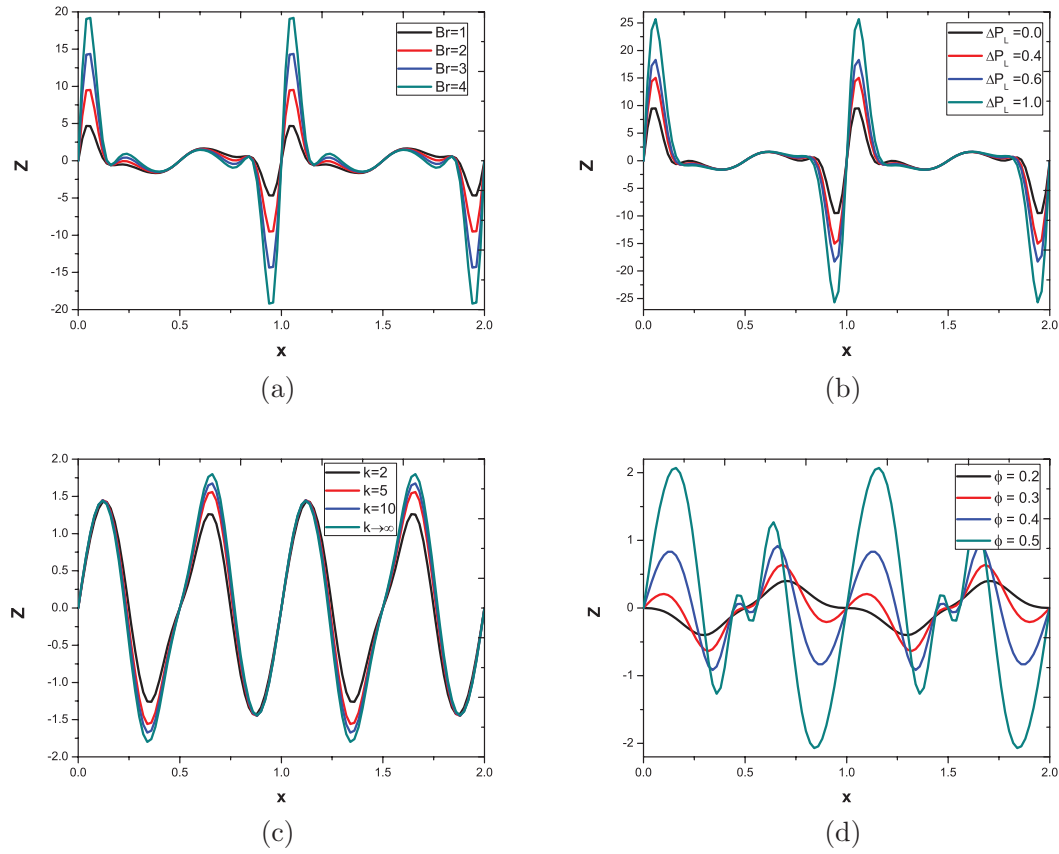 20
15
10
5
0
-5
-10
-15
-20
Z
Br=1
Br=2
Br=3
Br=4
0.0 0.5 1.0 1.5 2.0
x
(a)
25
20
15
10
5
0
-5
-10
-15
-20
-25
Z
ΔP_L =0.0
ΔP_L =0.4
ΔP_L =0.6
ΔP_L =1.0
0.0 0.5 1.0 1.5 2.0
x
(b)
2.0
1.5
1.0
0.5
0.0
-0.5
-1.0
-1.5
-2.0
Z
k=2
k=5
k=10
k→∞
0.0 0.5 1.0 1.5 2.0
x
(c)
2
1
0
-1
-2
Z
ϕ = 0.2
ϕ = 0.3
ϕ = 0.4
ϕ = 0.5
0.0 0.5 1.0 1.5 2.0
x
(d)